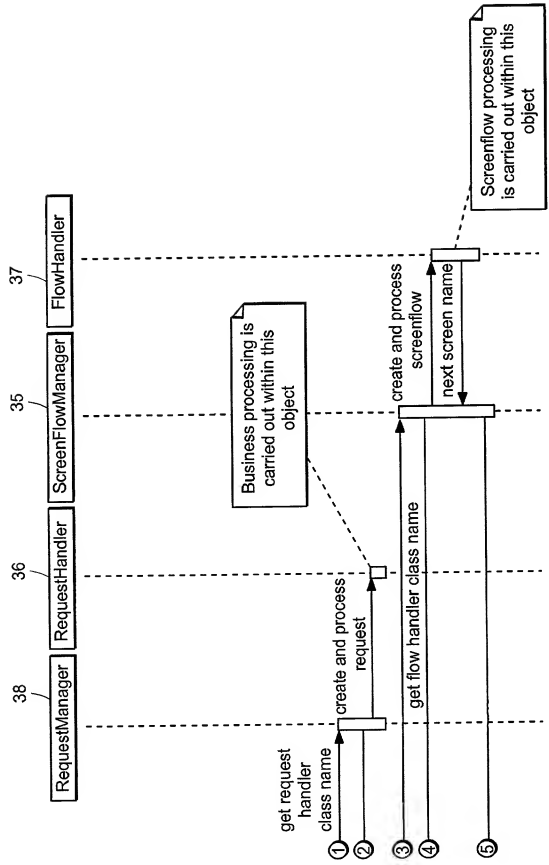 38
36
35
37
RequestManager
RequestHandler
ScreenFlowManager
FlowHandler
Business processing is
carried out within this
object
get request
handler
class name
create and process
request
1
2
get flow handler class name
create and process
screenflow
next screen name
3
4
5
Screenflow processing
is carried out within this
object